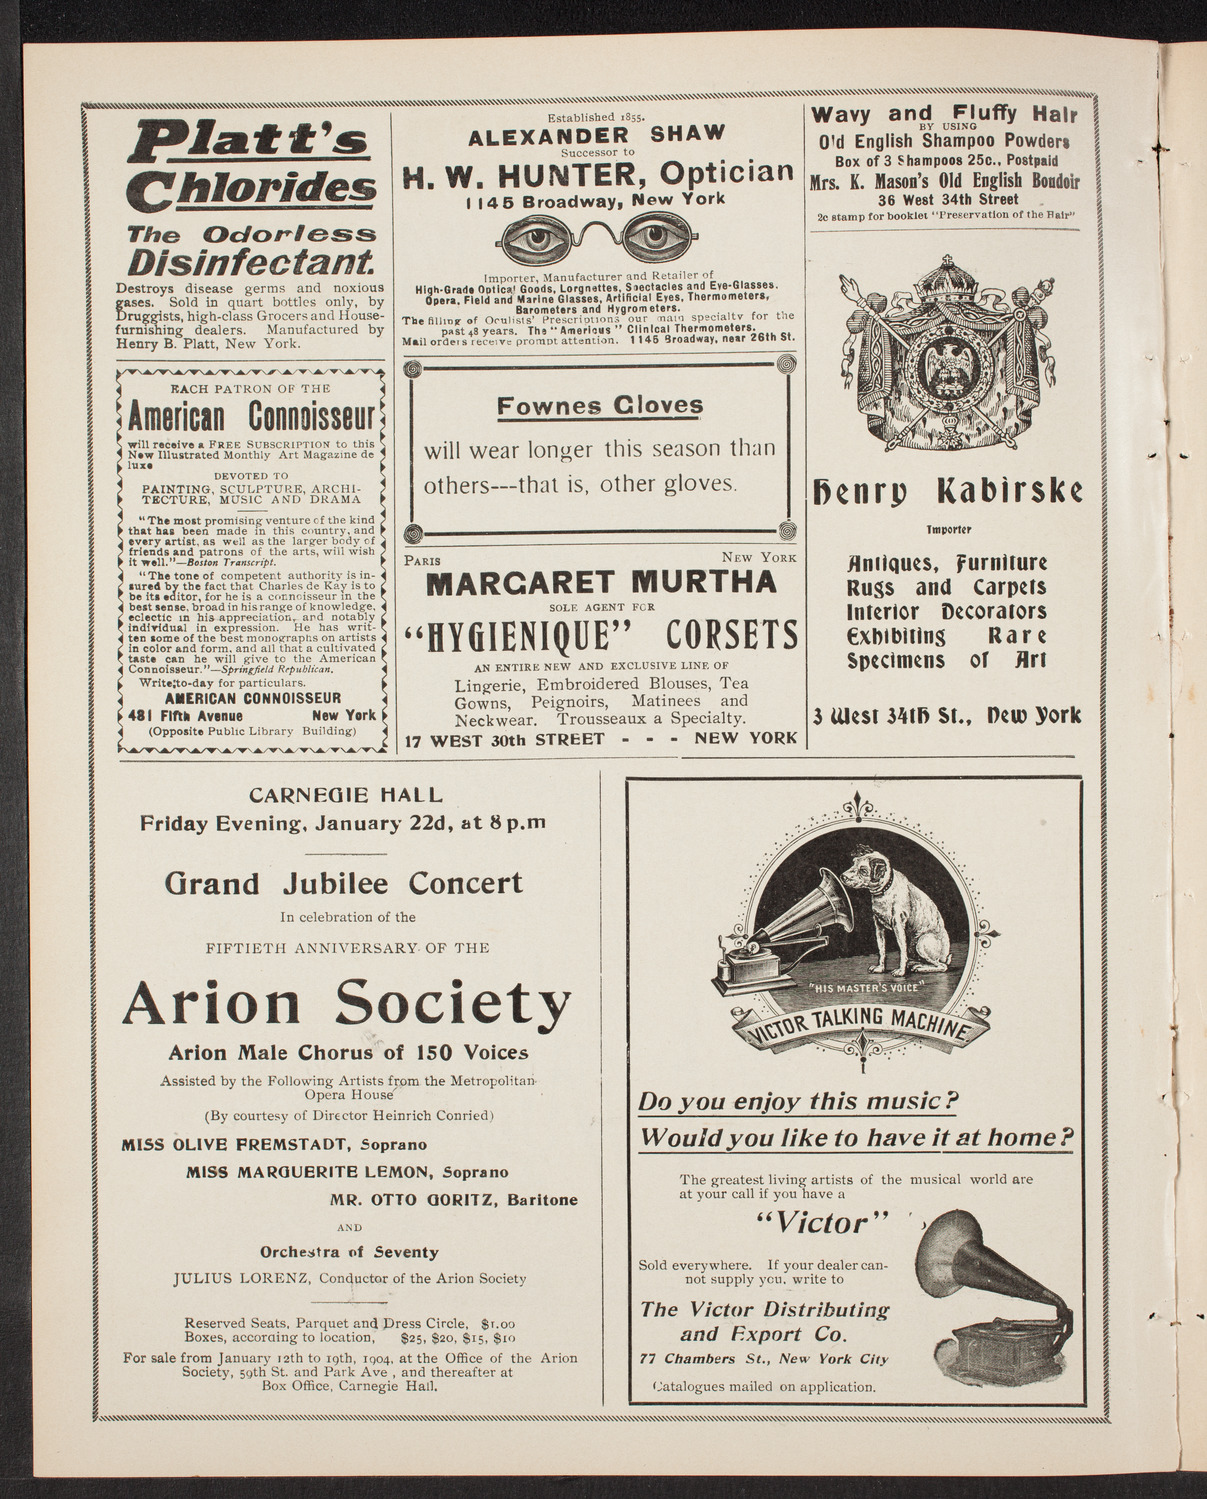 Platt's
Chlorides
The Odorless
Disinfectant.
Destroys disease germs and noxious
gases. Sold in quart bottles only, by
Druggists, high-class Grocers and House-
furnishing dealers. Manufactured by
Henry B. Platt, New York.
EACH PATRON OF THE
American Connoisseur
will receive a FREE SUBSCRIPTION to this
New Illustrated Monthly Art Magazine de
luxe
DEVOTED TO
PAINTING, SCULPTURE, ARCHI-
TECTURE, MUSIC AND DRAMA
"The most promising venture of the kind
that has been made in this country, and
every artist, as well as the larger body of
friends and patrons of the arts, will wish
it well."—Boston Transcript.
"The tone of competent authority is in-
sured by the fact that Charles de Kay is to
be its editor, for he is a connoisseur in the
best sense, broad in his range of knowledge,
eclectic in his appreciation, and notably
individual in expression. He has writ-
ten some of the best monographs on artists
in color and form, and all that a cultivated
taste can he will give to the American
Connoisseur."—Springfield Republican.
Write to-day for particulars.
AMERICAN CONNOISSEUR
481 Fifth Avenue New York
(Opposite Public Library Building)
Established 1855.
ALEXANDER SHAW
Successor to
H. W. HUNTER, Optician
1145 Broadway, New York
Importer, Manufacturer and Retailer of
High-Grade Optical Goods, Lorgnettes, Spectacles and Eye-Glasses.
Opera, Field and Marine Glasses, Artificial Eyes, Thermometers,
Barometers and Hygrometers.
The filling of Oculists' Prescriptions our main specialty for the
past 48 years. The "Americus" Clinical Thermometers.
Mail orders receive prompt attention. 1145 Broadway, near 26th St.
Fownes Gloves
will wear longer this season than
others---that is, other gloves.
PARIS NEW YORK
MARGARET MURTHA
SOLE AGENT FOR
"HYGIENIQUE" CORSETS
AN ENTIRE NEW AND EXCLUSIVE LINE OF
Lingerie, Embroidered Blouses, Tea
Gowns, Peignoirs, Matinees and
Neckwear. Trousseaux a Specialty.
17 WEST 30th STREET - - - NEW YORK
Wavy and Fluffy Hair
BY USING
Old English Shampoo Powders
Box of 3 Shampoos 25c., Postpaid
Mrs. K. Mason's Old English Boudoir
36 West 34th Street
2c stamp for booklet "Preservation of the Hair"
Henry Kabirske
Importer
Antiques, Furniture
Rugs and Carpets
Interior Decorators
Exhibiting Rare
Specimens of Art
3 West 34th St., New York
CARNEGIE HALL
Friday Evening, January 22d, at 8 p.m
Grand Jubilee Concert
In celebration of the
FIFTIETH ANNIVERSARY OF THE
Arion Society
Arion Male Chorus of 150 Voices
Assisted by the Following Artists from the Metropolitan
Opera House
(By courtesy of Director Heinrich Conried)
MISS OLIVE FREMSTADT, Soprano
MISS MARGUERITE LEMON, Soprano
MR. OTTO GORITZ, Baritone
AND
Orchestra of Seventy
JULIUS LORENZ, Conductor of the Arion Society
Reserved Seats, Parquet and Dress Circle, $1.00
Boxes, according to location, $25, $20, $15, $10
For sale from January 12th to 19th, 1904, at the Office of the Arion
Society, 59th St. and Park Ave , and thereafter at
Box Office, Carnegie Hall.
"HIS MASTER'S VOICE"
VICTOR TALKING MACHINE
Do you enjoy this music?
Would you like to have it at home?
The greatest living artists of the musical world are
at your call if you have a
"Victor"
Sold everywhere. If your dealer can-
not supply you, write to
The Victor Distributing
and Export Co.
77 Chambers St., New York City
Catalogues mailed on application.